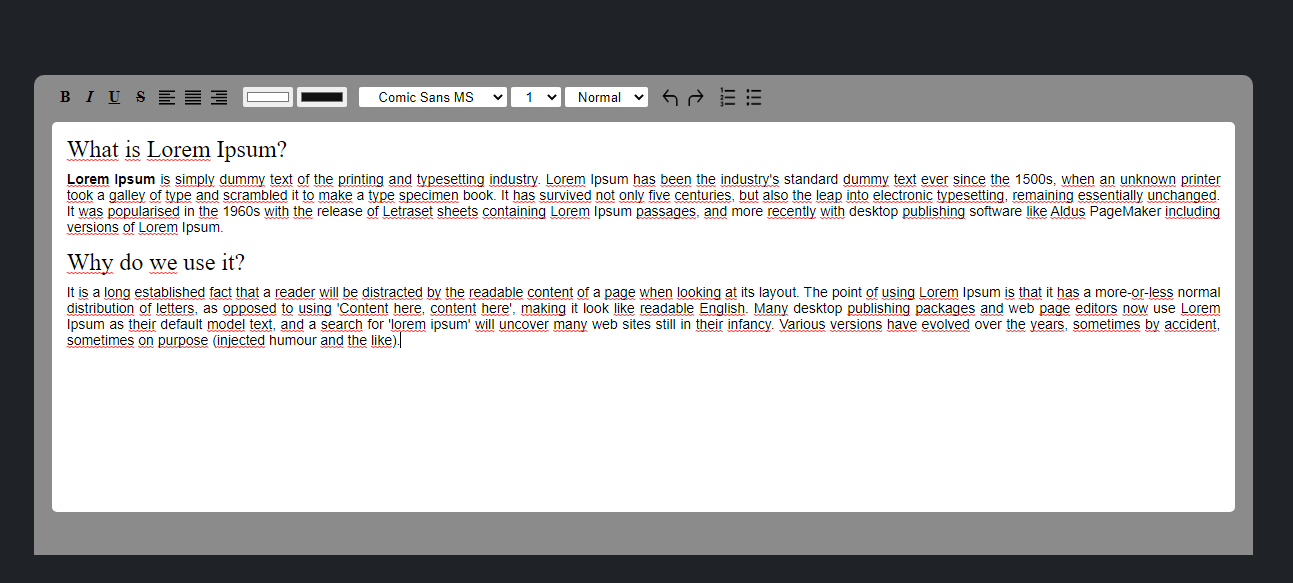 B I U S Comic Sans MS 1 Normal
What is Lorem Ipsum?
Lorem Ipsum is simply dummy text of the printing and typesetting industry. Lorem Ipsum has been the industry's standard dummy text ever since the 1500s, when an unknown printer
took a galley of type and scrambled it to make a type specimen book. It has survived not only five centuries, but also the leap into electronic typesetting, remaining essentially unchanged.
It was popularised in the 1960s with the release of Letraset sheets containing Lorem Ipsum passages, and more recently with desktop publishing software like Aldus PageMaker including
versions of Lorem Ipsum.
Why do we use it?
It is a long established fact that a reader will be distracted by the readable content of a page when looking at its layout. The point of using Lorem Ipsum is that it has a more-or-less normal
distribution of letters, as opposed to using 'Content here, content here', making it look like readable English. Many desktop publishing packages and web page editors now use Lorem
Ipsum as their default model text, and a search for 'lorem ipsum' will uncover many web sites still in their infancy. Various versions have evolved over the years, sometimes by accident,
sometimes on purpose (injected humour and the like).